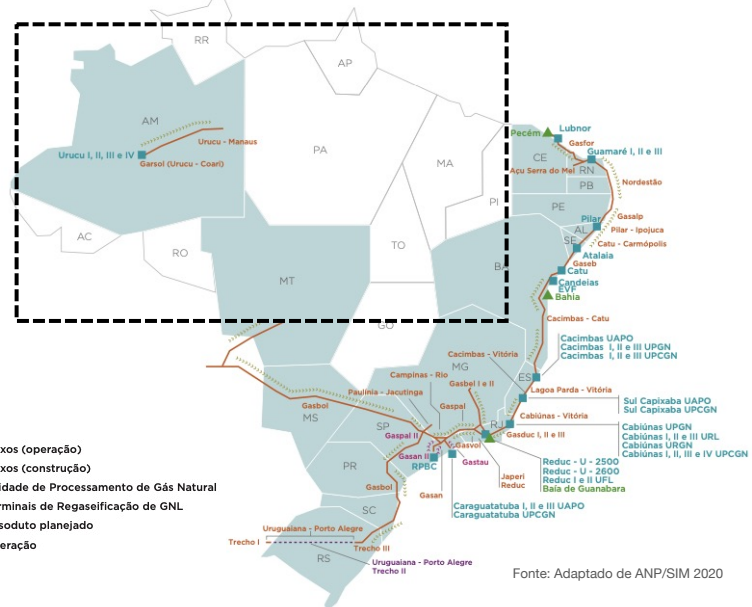 RR
AP
AM
Urucu - Manaus
Urucu I, II, III e IV
Garsol (Urucu - Coari)
PA
MA
PI
AC
RO
TO
MT
BA
GO
Pecém
Lubnor
Gasfor
Guamaré I, II e III
CE
Açu Serra do Mel
RN
PB
Nordestão
PE
Pilar
Gasalp
AL
Pilar - Ipojuca
SE
Catu - Carmópolis
Atalaia
Gaseb
Catu
Candeias
EVF
Bahia
Cacimbas - Catu
Cacimbas UAPO
Cacimbas I, II e III UPGN
Cacimbas I, II e III UPCGN
Cacimbas - Vitória
MG
ES
Campinas - Rio
Gasbel I e II
Lagoa Parda - Vitória
Paulínia - Jacutinga
Sul Capixaba UAPO
Sul Capixaba UPCGN
Gasbol
MS
Gaspal
Cabiúnas - Vitória
SP
RJ
Gaspal II
Gasduc I, II e III
Cabiúnas UPGN
Cabiúnas I, II e III URL
Cabiúnas URGN
Cabiúnas I, II, III e IV UPCGN
Gasvol
Gasan II
RPBC
Gastau
PR
Reduc - U - 2500
Reduc - U - 2600
Reduc I e II UFL
Baía de Guanabara
Japeri
Reduc
Gasbol
Gasan
Caraguatatuba I, II e III UAPO
Caraguatatuba UPCGN
SC
Uruguaiana - Porto Alegre
Trecho I
Trecho III
RS
Uruguaiana - Porto Alegre
Trecho II
xos (operação)
xos (construção)
idade de Processamento de Gás Natural
rminais de Regaseificação de GNL
soduto planejado
eração
Fonte: Adaptado de ANP/SIM 2020